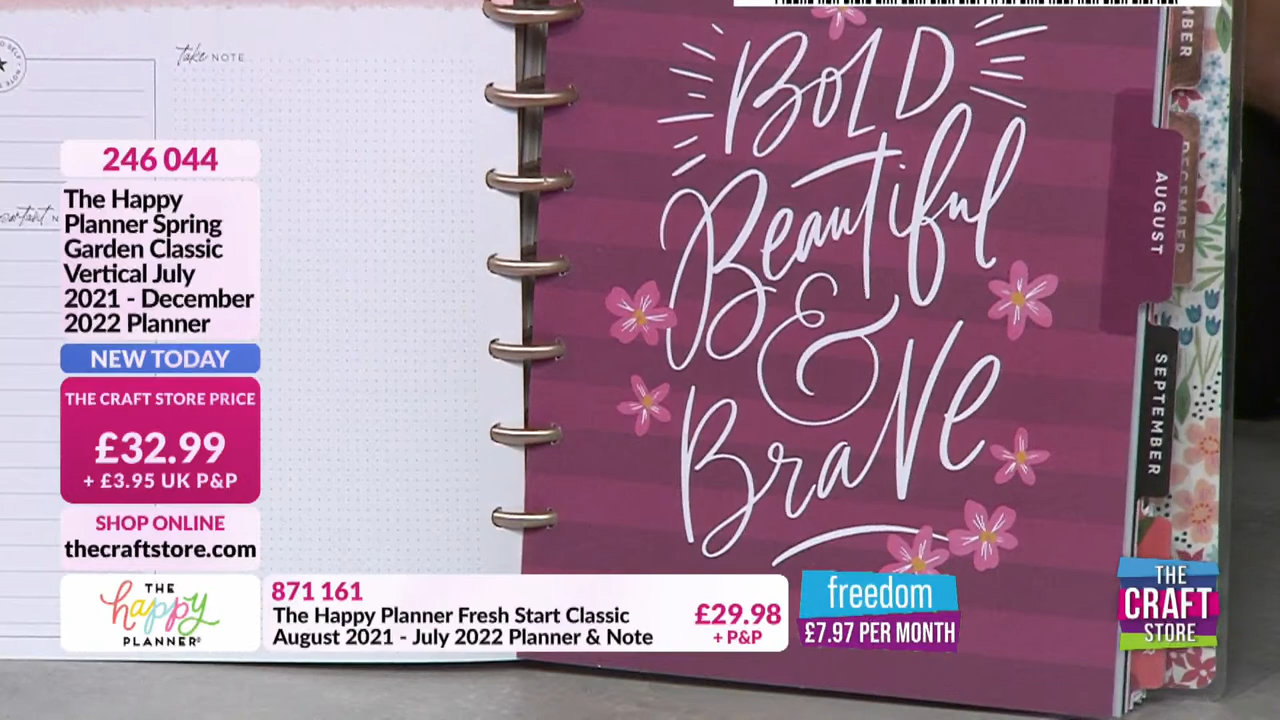 take NOTE
BOLD
Beautiful
&
BraVe
BER
DECEMBER
AUGUST
SEPTEMBER
246 044
The Happy
Planner Spring
Garden Classic
Vertical July
2021 - December
2022 Planner
NEW TODAY
THE CRAFT STORE PRICE
£32.99
+ £3.95 UK P&P
SHOP ONLINE
thecraftstore.com
THE
happy
PLANNER®
871 161
The Happy Planner Fresh Start Classic
August 2021 - July 2022 Planner & Note
£29.98
+ P&P
freedom
£7.97 PER MONTH
THE
CRAFT
STORE